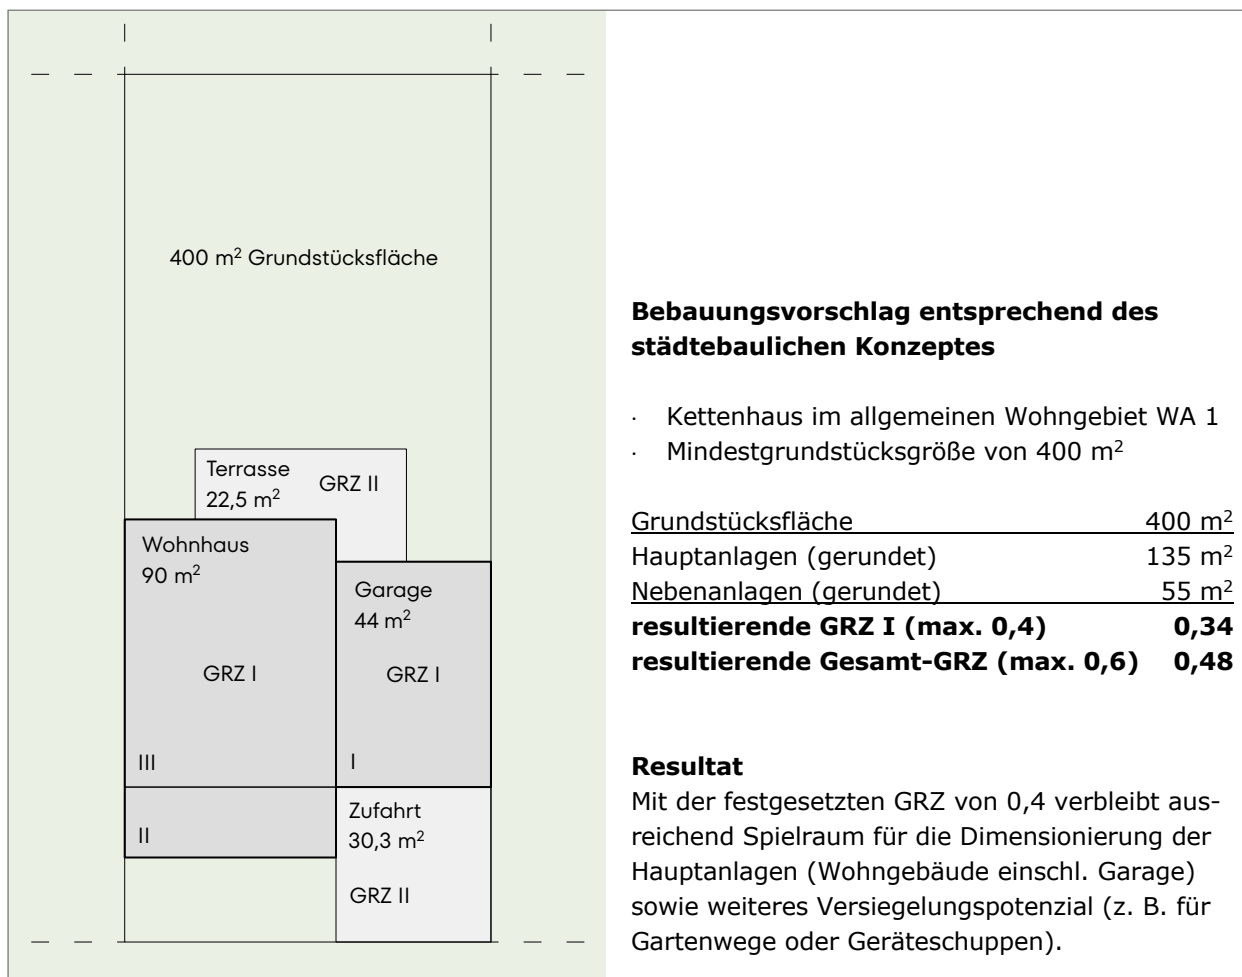 400 m² Grundstücksfläche
Terrasse
22,5 m²
GRZ II
Wohnhaus
90 m²
GRZ I
III
II
Garage
44 m²
GRZ I
I
Zufahrt
30,3 m²
GRZ II
Bebauungsvorschlag entsprechend des
städtebaulichen Konzeptes
· Kettenhaus im allgemeinen Wohngebiet WA 1
· Mindestgrundstücksgröße von 400 m²
Grundstücksfläche 400 m²
Hauptanlagen (gerundet) 135 m²
Nebenanlagen (gerundet) 55 m²
resultierende GRZ I (max. 0,4) 0,34
resultierende Gesamt-GRZ (max. 0,6) 0,48
Resultat
Mit der festgesetzten GRZ von 0,4 verbleibt aus-
reichend Spielraum für die Dimensionierung der
Hauptanlagen (Wohngebäude einschl. Garage)
sowie weiteres Versiegelungspotenzial (z. B. für
Gartenwege oder Geräteschuppen).